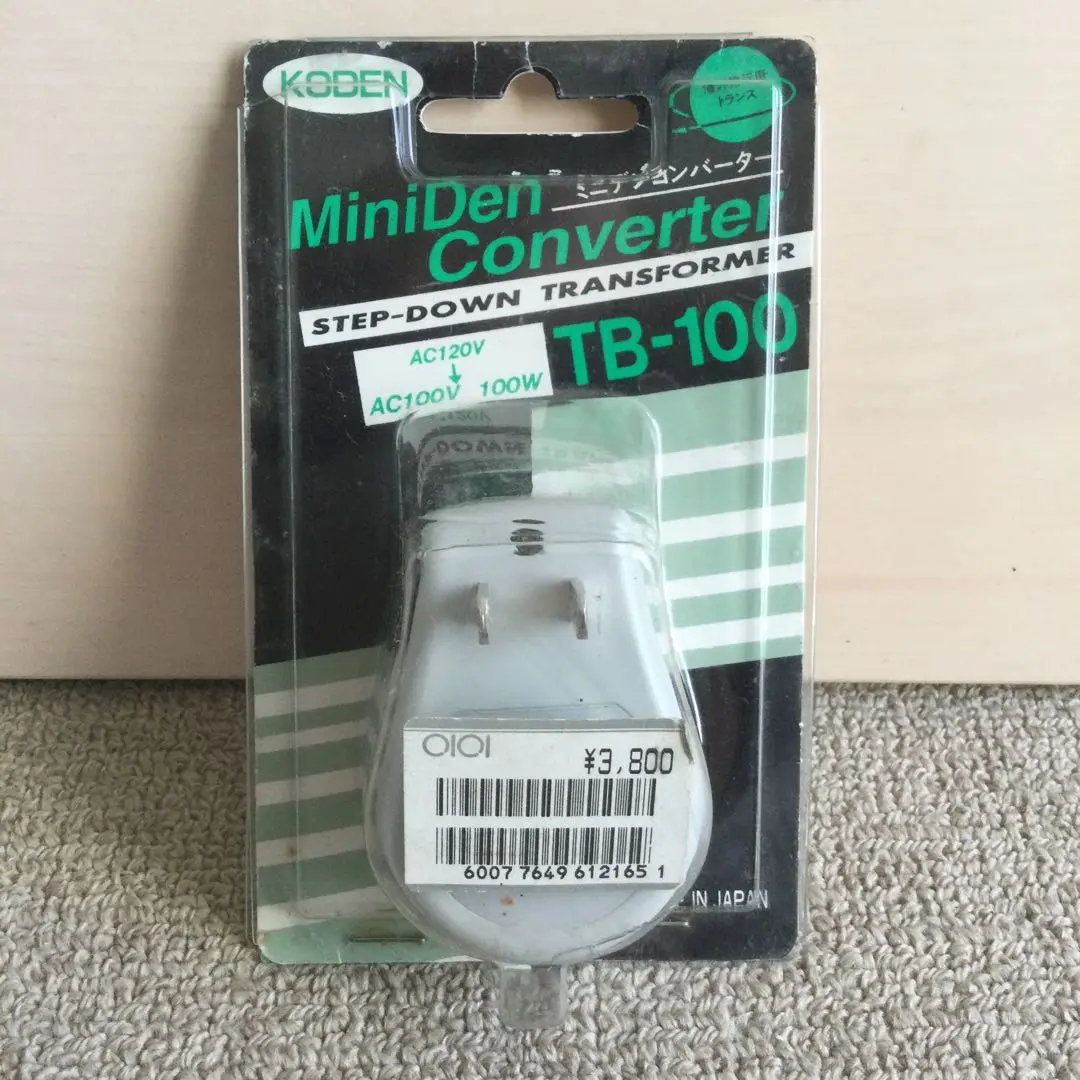 KODEN
トランス
ミニデンコンバーター
MiniDen
Converter
STEP-DOWN TRANSFORMER
TB-100
AC120V
↓
AC100V 100W
OIOI
¥3,800
6007 7649 612165 1
IN JAPAN